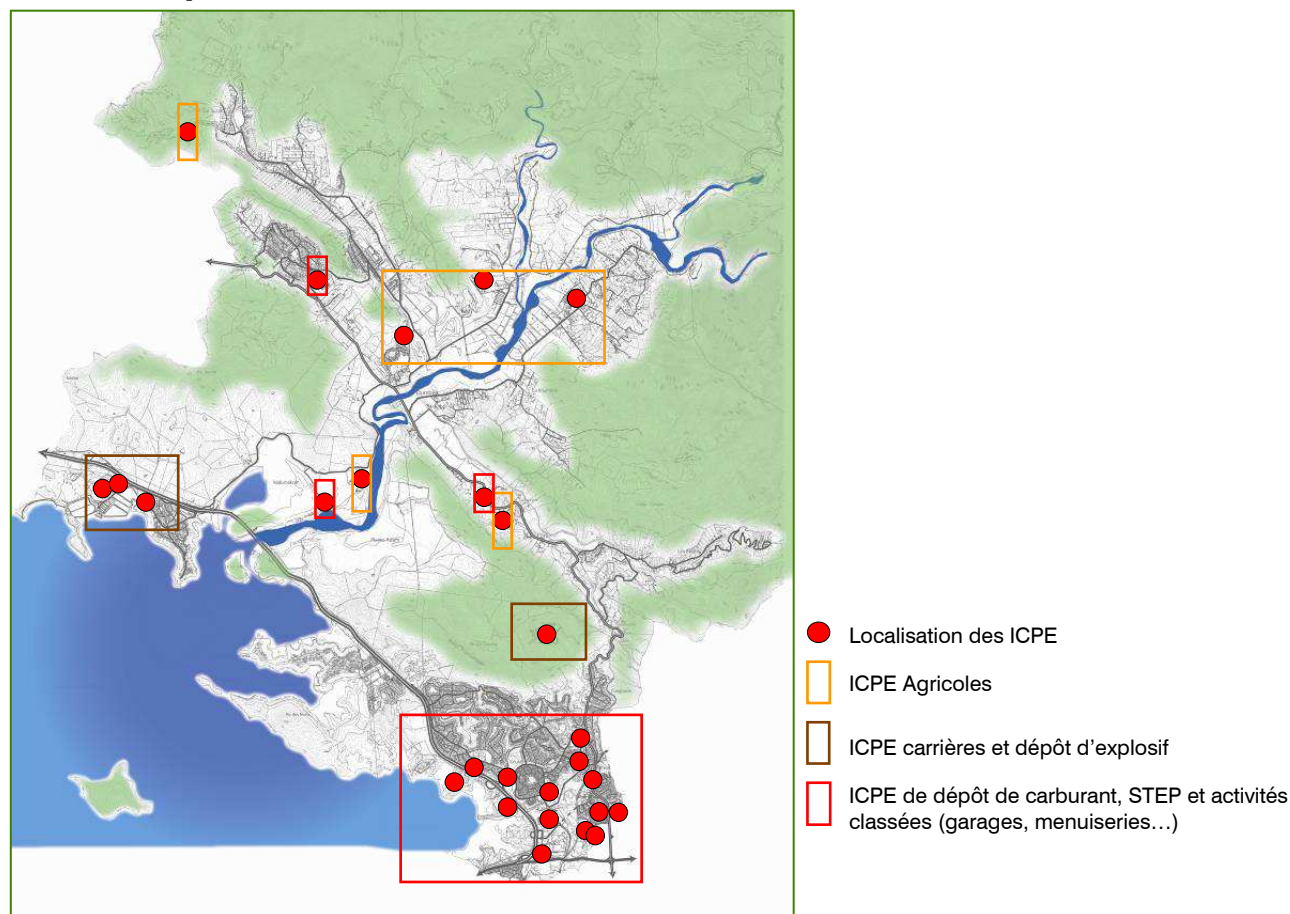 Localisation des ICPE
ICPE Agricoles
ICPE carrières et dépôt d'explosif
ICPE de dépôt de carburant, STEP et activités
classées (garages, menuiseries…)